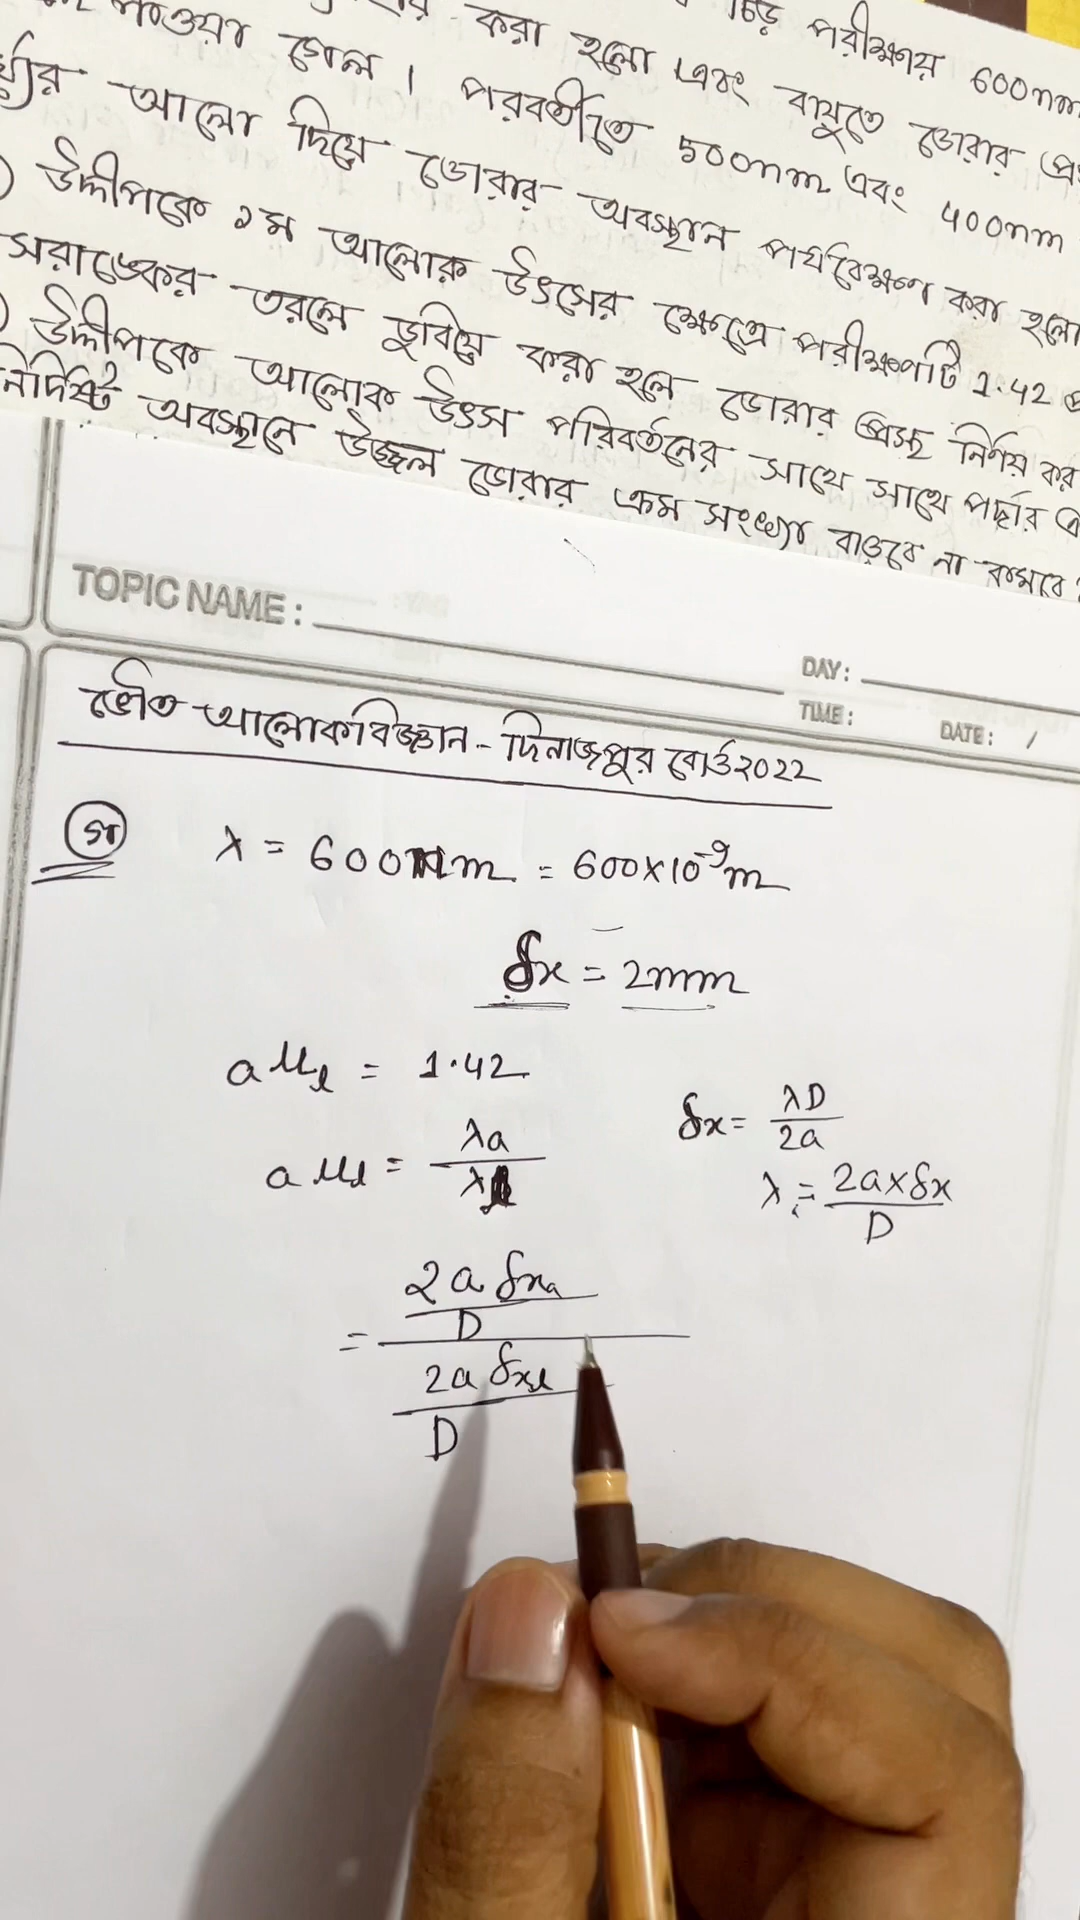 করা হলো এবং বায়ুতে ডোরার
চিড় পরীক্ষায় 600nm
পাওয়া গেল। পরবর্তীতে 500nm এবং 400nm
আলো দিয়ে ডোরার অবস্থান পর্যবেক্ষণ করা হলো
উদ্দীপকে ১ম আলোক উৎসের ক্ষেত্রে পরীক্ষণটি 1.42
তরলে ডুবিয়ে করা হলে ডোরার প্রস্থ নির্ণয় কর
উদ্দীপকে আলোক উৎস পরিবর্তনের সাথে সাথে পর্দার
নির্দিষ্ট অবস্থানে উজ্জ্বল ডোরার ক্রম সংখ্যা বাড়বে না কমবে
TOPIC NAME :
DAY :
TIME :
DATE : /
ভৌত আলোকবিজ্ঞান - দিনাজপুর বোর্ড ২০২২
গ
λ = 600nm = 600×10⁻⁹m
δx = 2mm
aμl = 1.42
aμl = λa/λl
δx = λD/2a
λ = 2a×δx/D
= (2a δxa/D)/(2a δxl/D)